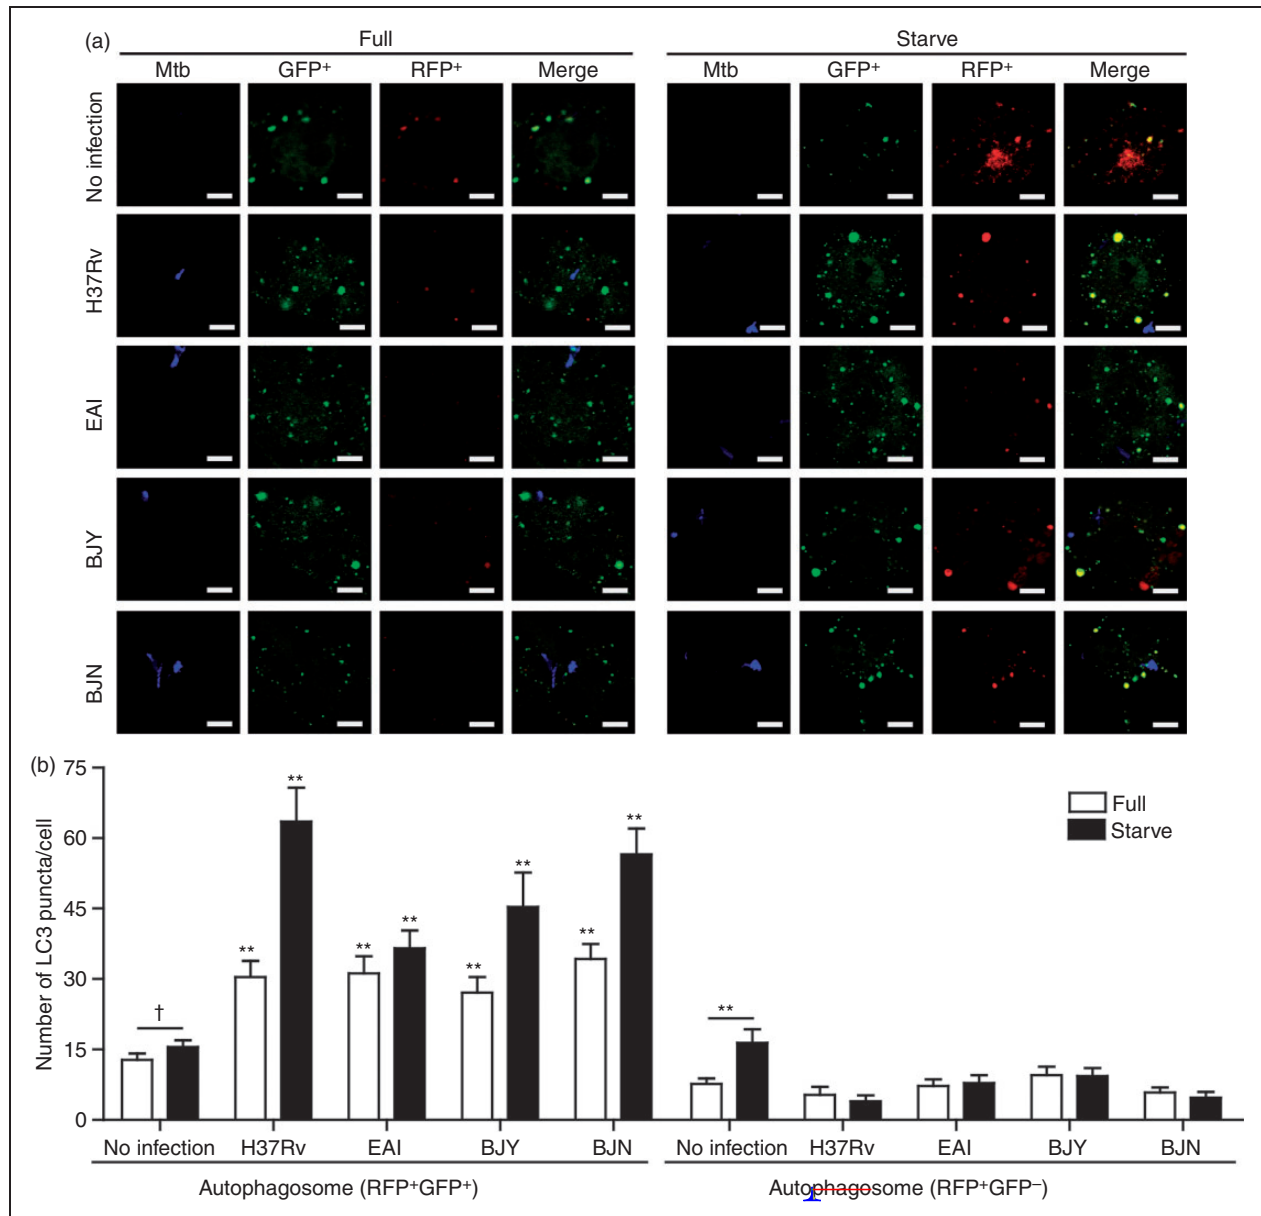 (a) Full Starve
Mtb GFP⁺ RFP⁺ Merge Mtb GFP⁺ RFP⁺ Merge
No infection
H37Rv
EAI
BJY
BJN
(b)
Number of LC3 puncta/cell
75
60
45
30
15
0
Full
Starve
** ** ** ** ** ** ** **
† **
No infection H37Rv EAI BJY BJN No infection H37Rv EAI BJY BJN
Autophagosome (RFP⁺GFP⁺) Autophagosome (RFP⁺GFP⁻)